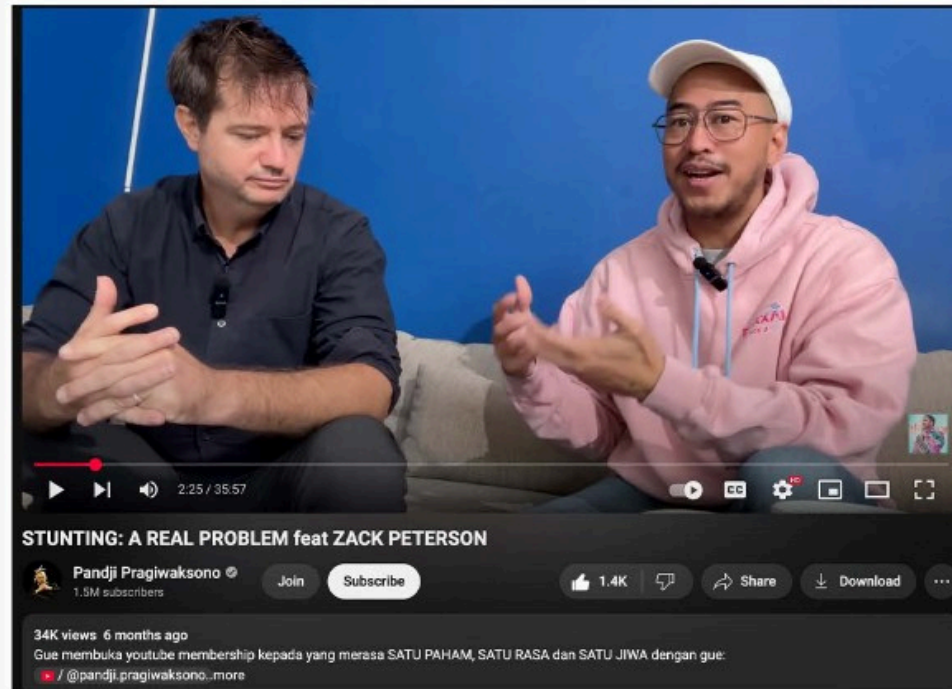 2:25 / 35:57
CC
HD
STUNTING: A REAL PROBLEM feat ZACK PETERSON
Pandji Pragiwaksono
1.5M subscribers
Join
Subscribe
1.4K
Share
Download
34K views 6 months ago
Gue membuka youtube membership kepada yang merasa SATU PAHAM, SATU RASA dan SATU JIWA dengan gue:
/ @pandji.pragiwaksono...more